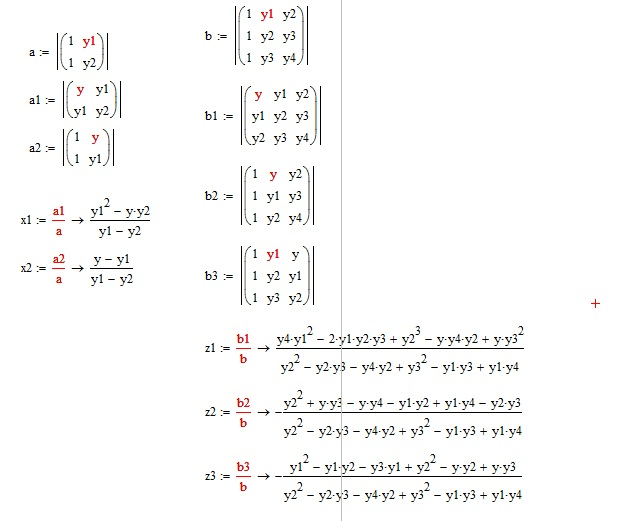 a := |(1 y1)|
|(1 y2)|
a1 := |(y y1)|
|(y1 y2)|
a2 := |(1 y)|
|(1 y1)|
x1 := a1/a → (y1^2 − y·y2)/(y1 − y2)
x2 := a2/a → (y − y1)/(y1 − y2)
b := |(1 y1 y2)|
|(1 y2 y3)|
|(1 y3 y4)|
b1 := |(y y1 y2)|
|(y1 y2 y3)|
|(y2 y3 y4)|
b2 := |(1 y y2)|
|(1 y1 y3)|
|(1 y2 y4)|
b3 := |(1 y1 y)|
|(1 y2 y1)|
|(1 y3 y2)|
z1 := b1/b → (y4·y1^2 − 2·y1·y2·y3 + y2^3 − y·y4·y2 + y·y3^2)/(y2^2 − y2·y3 − y4·y2 + y3^2 − y1·y3 + y1·y4)
z2 := b2/b → −(y2^2 + y·y3 − y·y4 − y1·y2 + y1·y4 − y2·y3)/(y2^2 − y2·y3 − y4·y2 + y3^2 − y1·y3 + y1·y4)
z3 := b3/b → −(y1^2 − y1·y2 − y3·y1 + y2^2 − y·y2 + y·y3)/(y2^2 − y2·y3 − y4·y2 + y3^2 − y1·y3 + y1·y4)